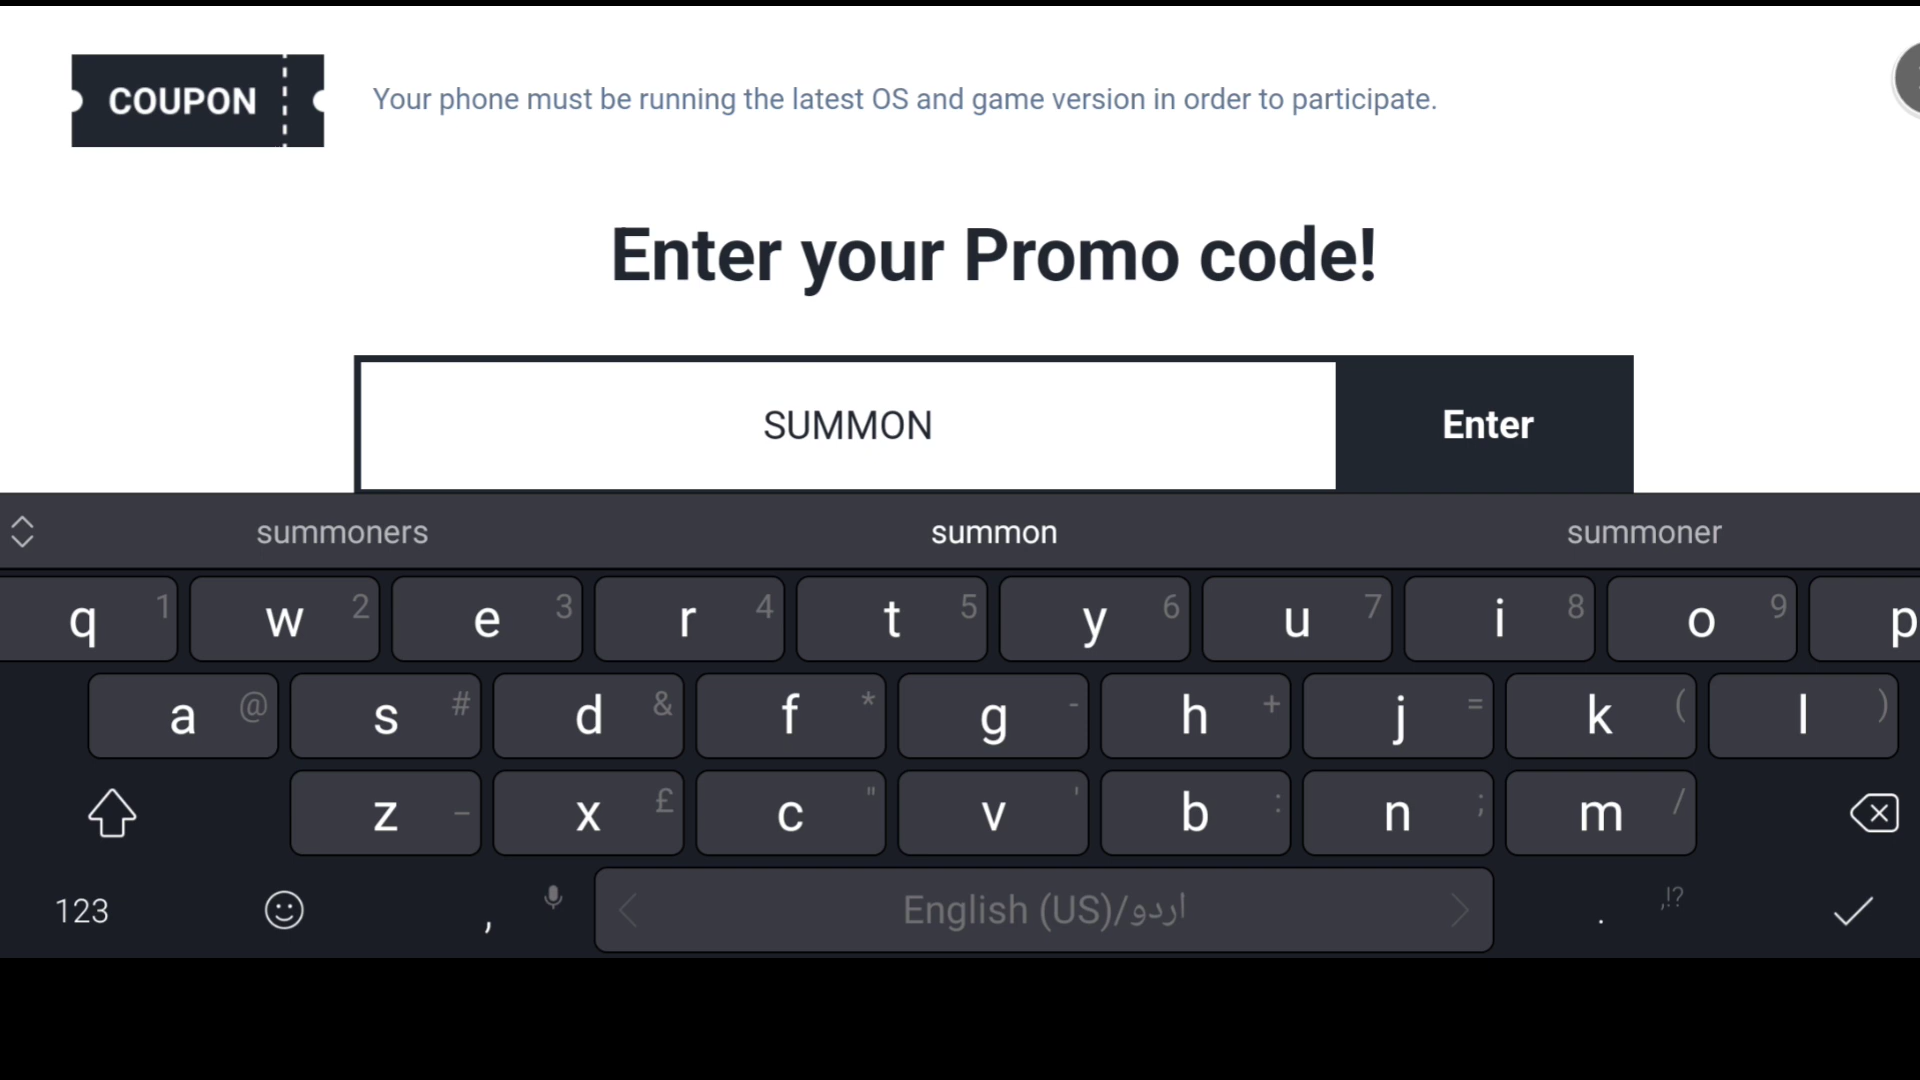 COUPON
Your phone must be running the latest OS and game version in order to participate.
Enter your Promo code!
SUMMON
Enter
summoners summon summoner
q 1 w 2 e 3 r 4 t 5 y 6 u 7 i 8 o 9 p
a @ s # d & f * g - h + j = k ( l )
z _ x £ c " v ' b : n ; m /
123 , English (US)/اردو . ,!?